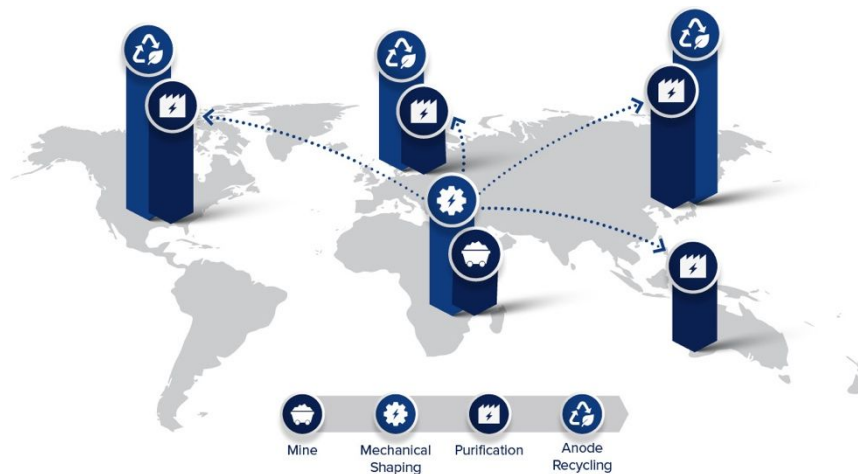 Mine
Mechanical
Shaping
Purification
Anode
Recycling